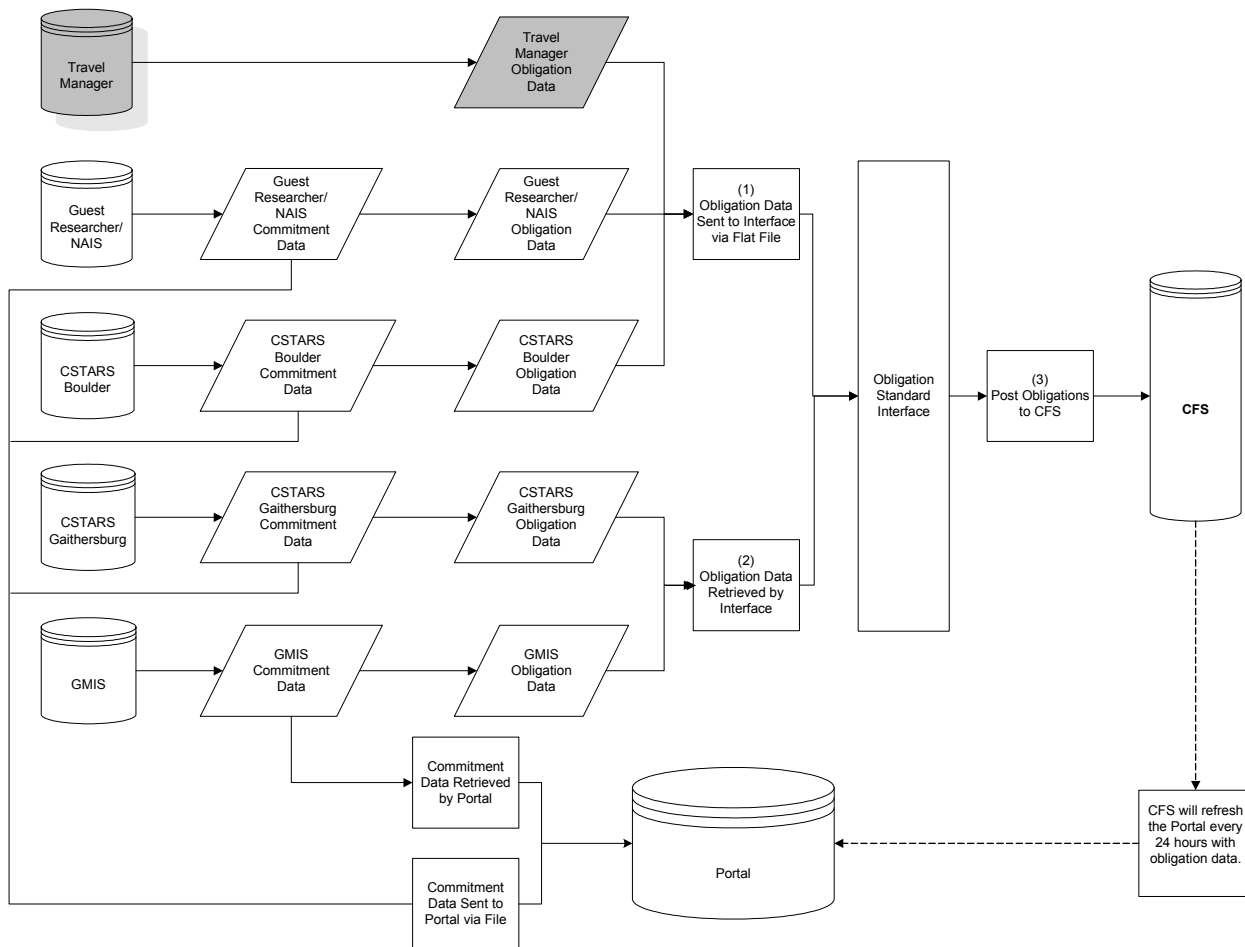 Travel
Manager
Travel
Manager
Obligation
Data
Guest
Researcher/
NAIS
Guest
Researcher/
NAIS
Commitment
Data
Guest
Researcher/
NAIS
Obligation
Data
(1)
Obligation Data
Sent to Interface
via Flat File
CSTARS
Boulder
CSTARS
Boulder
Commitment
Data
CSTARS
Boulder
Obligation
Data
Obligation
Standard
Interface
(3)
Post Obligations
to CFS
CFS
CSTARS
Gaithersburg
CSTARS
Gaithersburg
Commitment
Data
CSTARS
Gaithersburg
Obligation
Data
(2)
Obligation Data
Retrieved by
Interface
GMIS
GMIS
Commitment
Data
GMIS
Obligation
Data
Commitment
Data Retrieved
by Portal
Commitment
Data Sent to
Portal via File
Portal
CFS will refresh
the Portal every
24 hours with
obligation data.